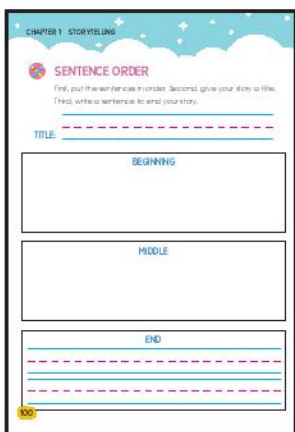 CHAPTER 1 STORYTELLING
SENTENCE ORDER
First, put the sentences in order. Second, give your story a title.
Third, write a sentence to end your story.
TITLE:
BEGINNING
MIDDLE
END
100